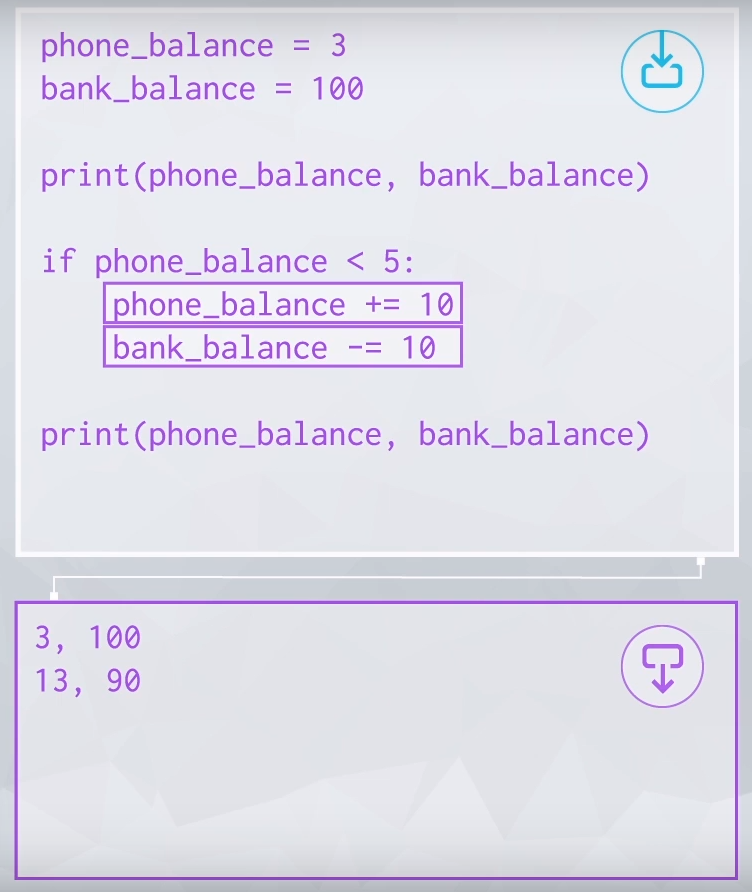 phone_balance = 3
bank_balance = 100
print(phone_balance, bank_balance)
if phone_balance < 5:
phone_balance += 10
bank_balance -= 10
print(phone_balance, bank_balance)
3, 100
13, 90